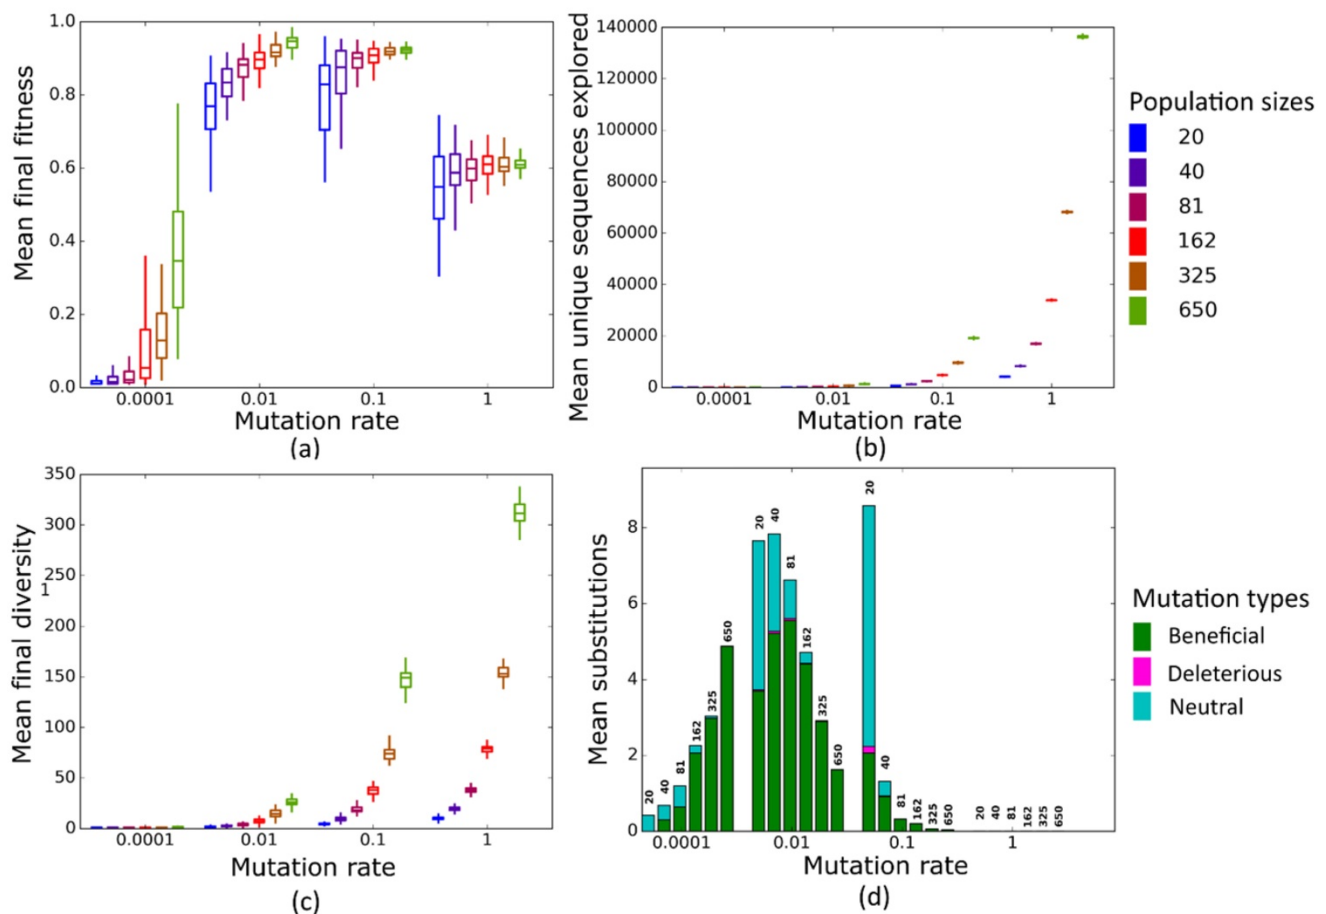 1.0
0.8
0.6
0.4
0.2
0.0
Mean final fitness
0.0001 0.01 0.1 1
Mutation rate
(a)
140000
120000
100000
80000
60000
40000
20000
0
Mean unique sequences explored
0.0001 0.01 0.1 1
Mutation rate
(b)
Population sizes
20
40
81
162
325
650
350
300
250
200
150
100
50
0
Mean final diversity
1
0.0001 0.01 0.1 1
Mutation rate
(c)
8
6
4
2
0
Mean substitutions
20 40 81 162 325 650
20 40 81 162 325 650
20 40 81 162 325 650
20 40 81 162 325 650
0.0001 0.01 0.1 1
Mutation rate
(d)
Mutation types
Beneficial
Deleterious
Neutral